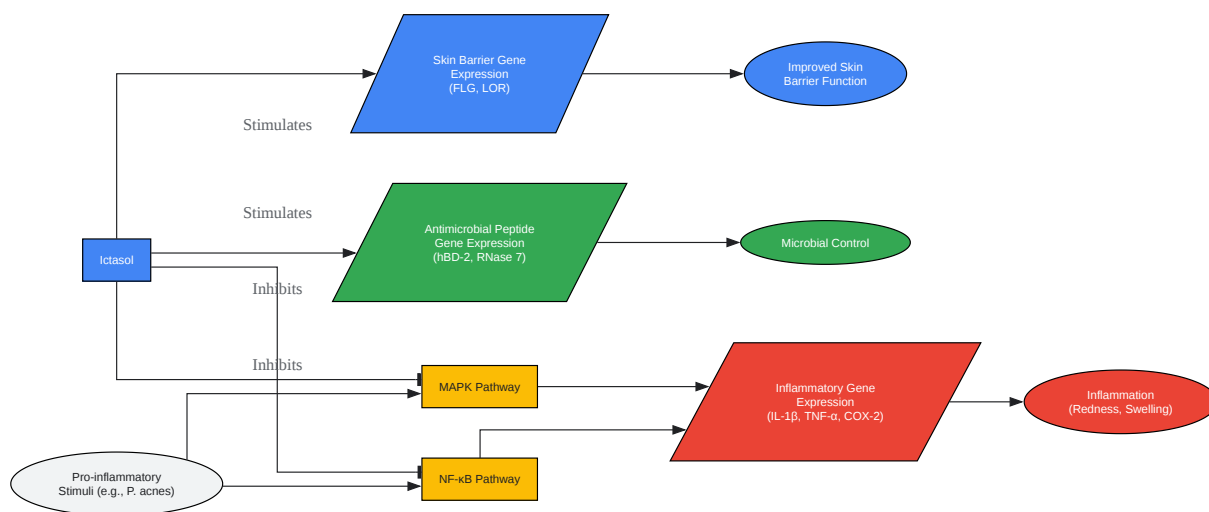 Skin Barrier Gene
Expression
(FLG, LOR)
Improved Skin
Barrier Function
Stimulates
Stimulates
Antimicrobial Peptide
Gene Expression
(hBD-2, RNase 7)
Microbial Control
Ictasol
Inhibits
Inhibits
MAPK Pathway
Inflammatory Gene
Expression
(IL-1β, TNF-α, COX-2)
Inflammation
(Redness, Swelling)
Pro-inflammatory
Stimuli (e.g., P. acnes)
NF-κB Pathway